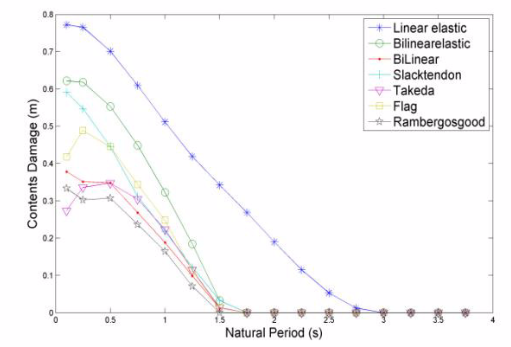 0.8
0.7
0.6
0.5
0.4
0.3
0.2
0.1
0
Contents Damage (m)
0 0.5 1 1.5 2 2.5 3 3.5 4
Natural Period (s)
Linear elastic
Bilinearelastic
BiLinear
Slacktendon
Takeda
Flag
Rambergosgood